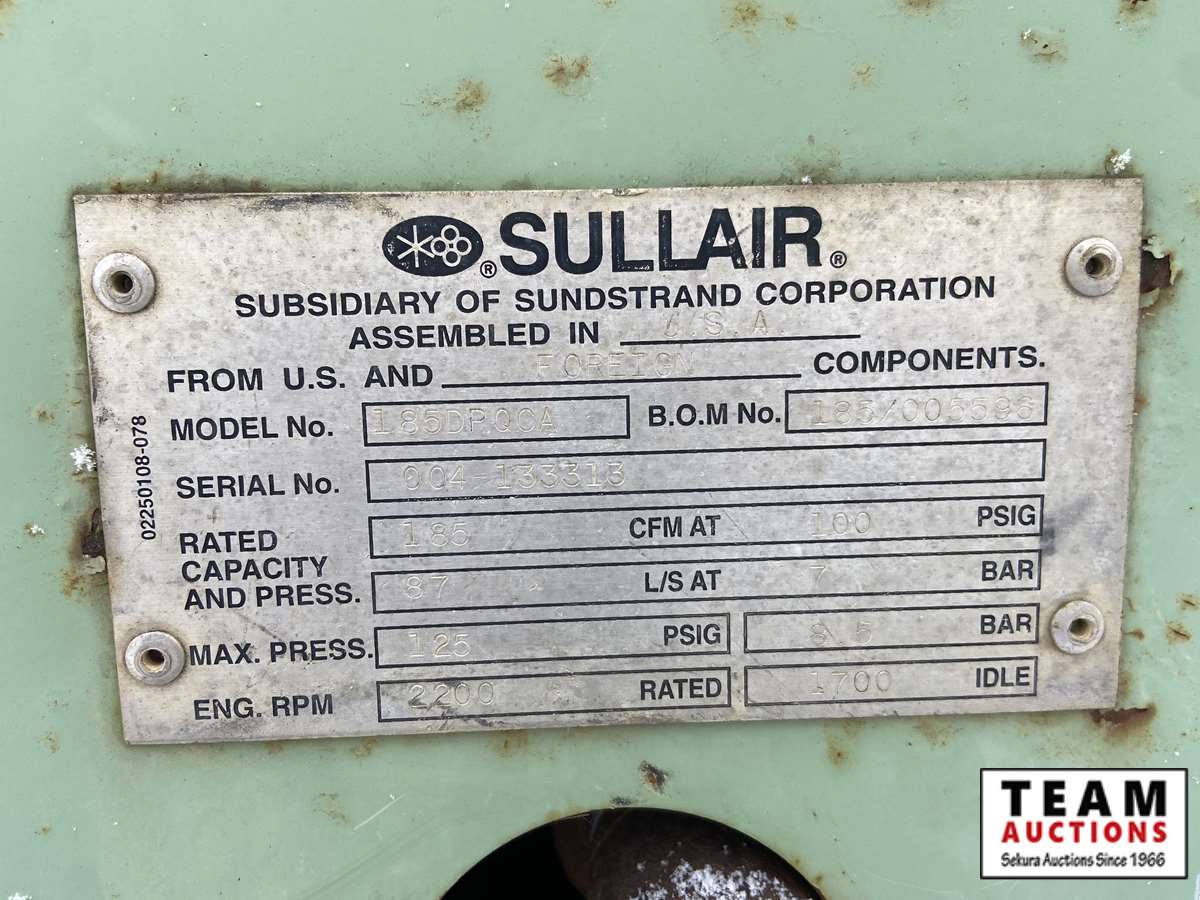 ® SULLAIR®
SUBSIDIARY OF SUNDSTRAND CORPORATION
ASSEMBLED IN U.S.A.
FROM U.S. AND FOREIGN COMPONENTS.
MODEL No. 185DPQCA B.O.M No. 185/005596
SERIAL No. 004-133313
RATED CAPACITY AND PRESS.
185 CFM AT 100 PSIG
87 L/S AT 7 BAR
MAX. PRESS. 125 PSIG 8.5 BAR
ENG. RPM 2200 RATED 1700 IDLE
02250108-078
TEAM
AUCTIONS
Sekura Auctions Since 1966